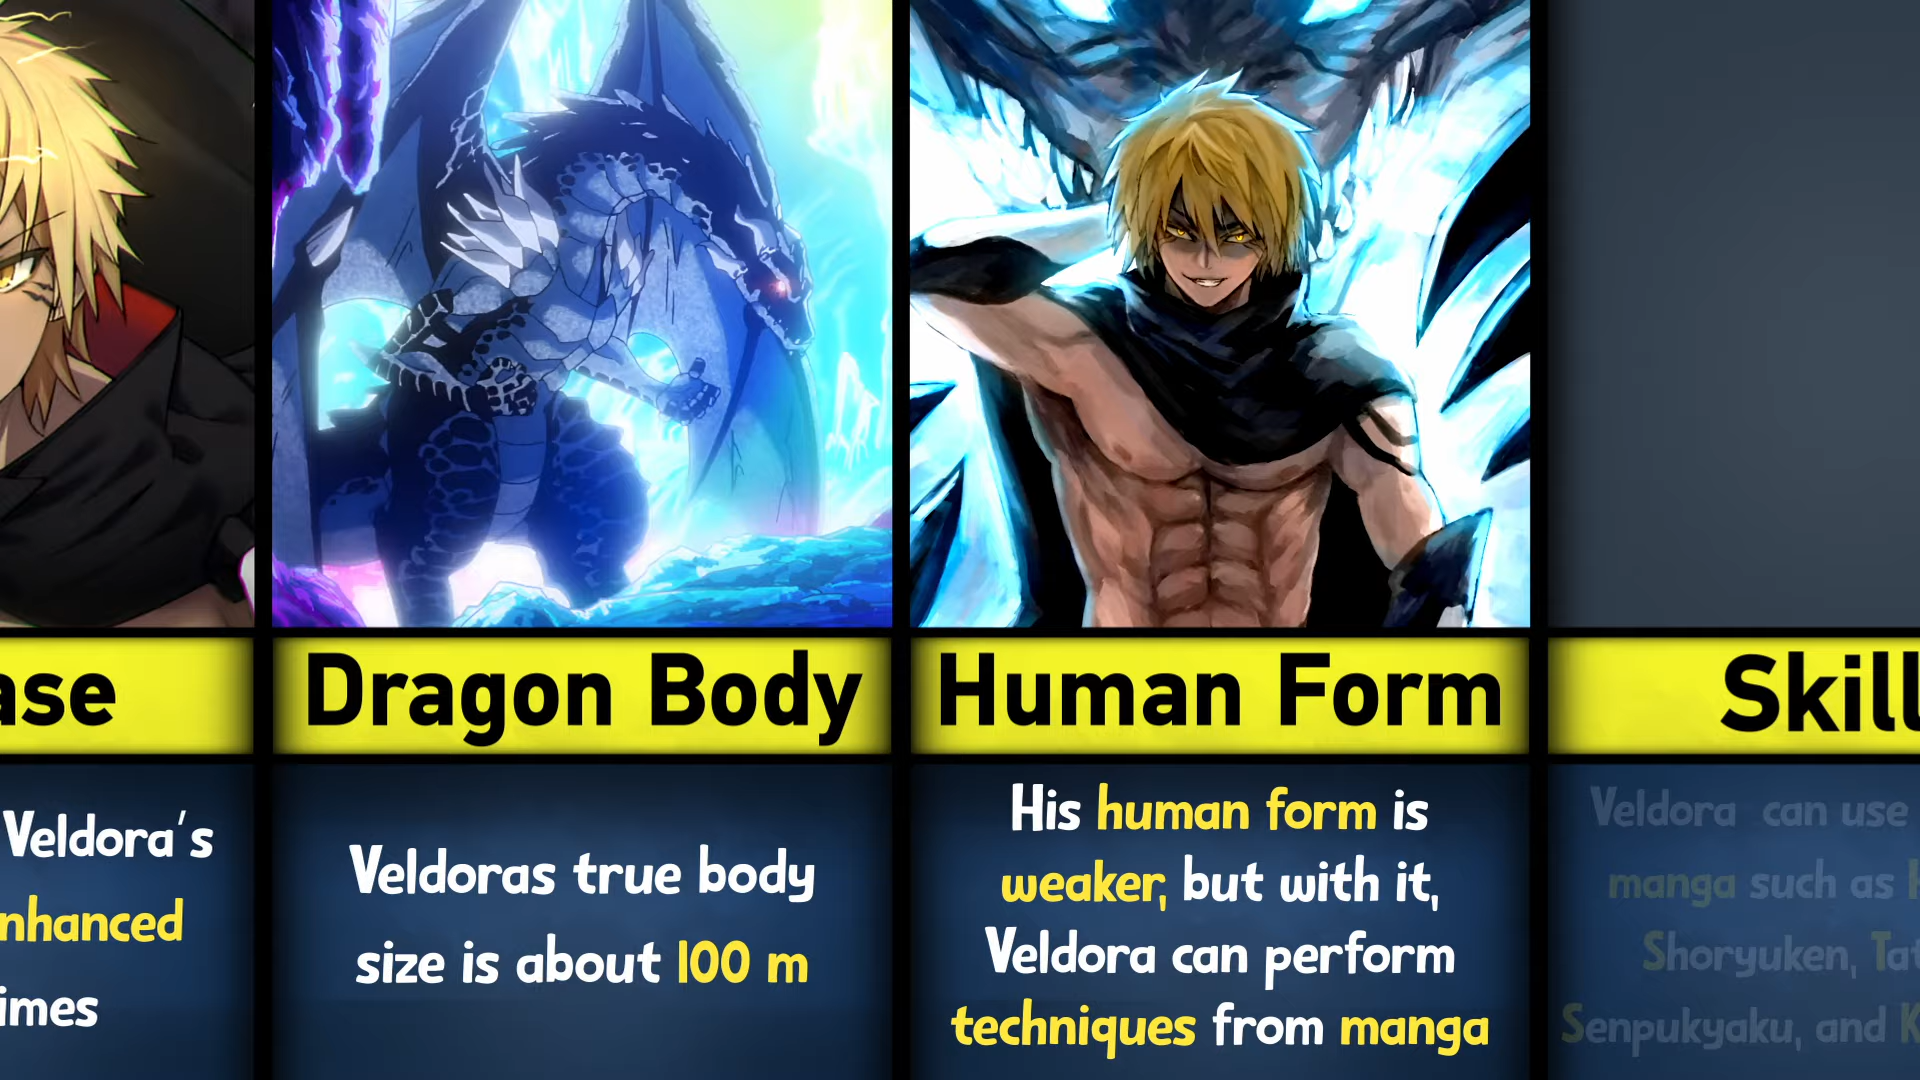 ase
Veldora's
nhanced
imes
Dragon Body
Veldoras true body
size is about 100 m
Human Form
His human form is
weaker, but with it,
Veldora can perform
techniques from manga
Skill
Veldora can use
manga such as
Shoryuken, Tat
Senpukyaku, and K